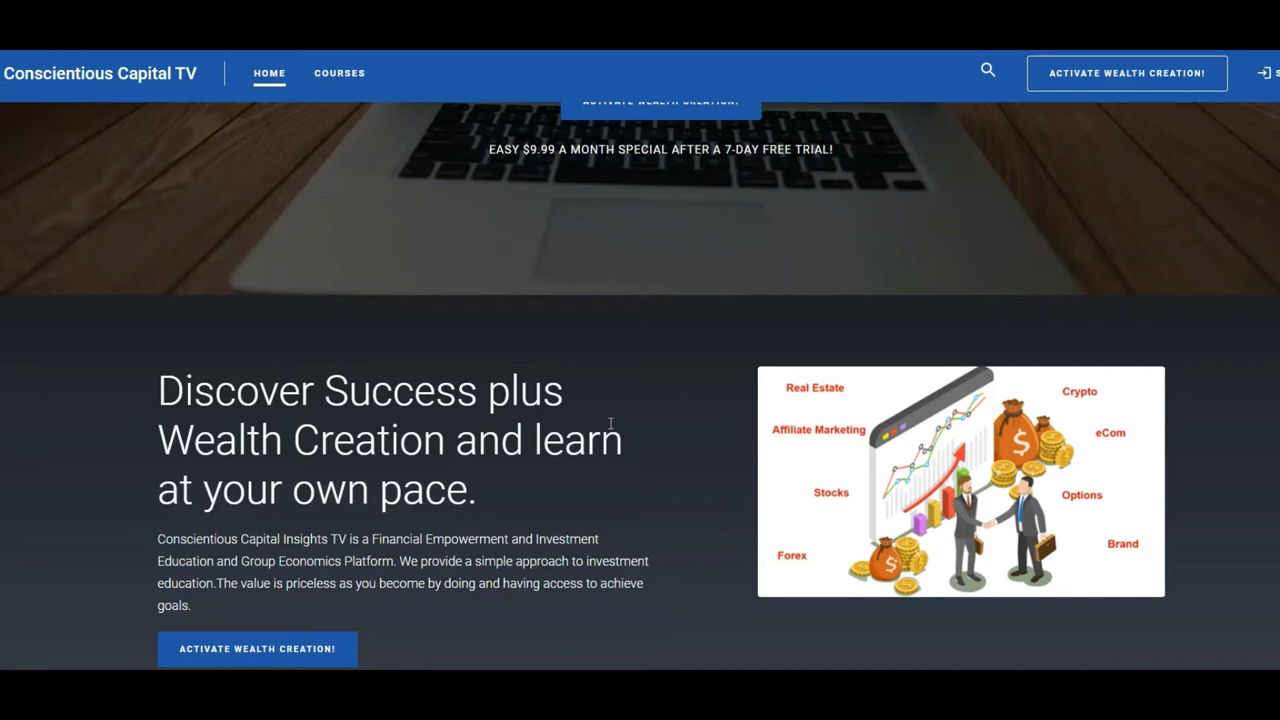 Conscientious Capital TV
HOME
COURSES
ACTIVATE WEALTH CREATION!
ACTIVATE WEALTH CREATION!
EASY $9.99 A MONTH SPECIAL AFTER A 7-DAY FREE TRIAL!
Discover Success plus
Wealth Creation and learn
at your own pace.
Conscientious Capital Insights TV is a Financial Empowerment and Investment
Education and Group Economics Platform. We provide a simple approach to investment
education.The value is priceless as you become by doing and having access to achieve
goals.
ACTIVATE WEALTH CREATION!
Real Estate
Crypto
Affiliate Marketing
eCom
Stocks
Options
Forex
Brand